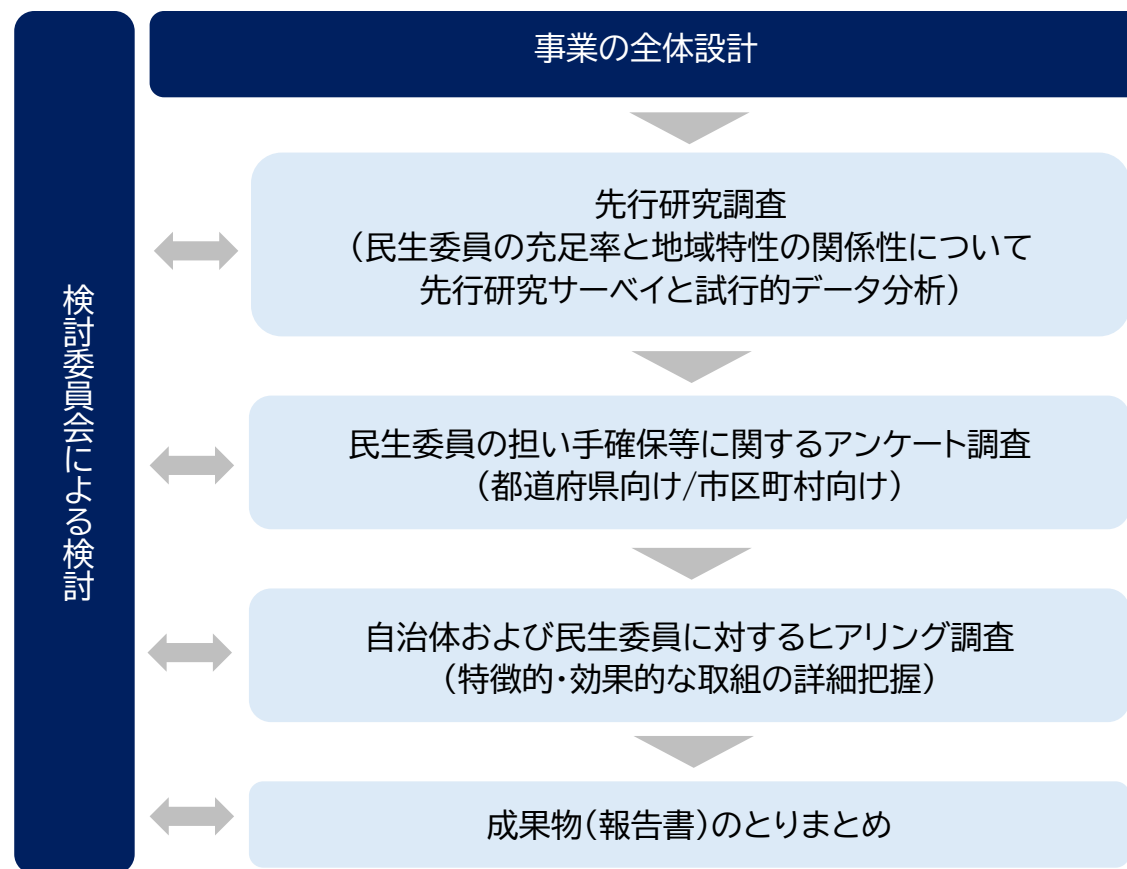 検討委員会による検討
事業の全体設計
先行研究調査
（民生委員の充足率と地域特性の関係性について
先行研究サーベイと試行的データ分析）
民生委員の担い手確保等に関するアンケート調査
（都道府県向け/市区町村向け）
自治体および民生委員に対するヒアリング調査
（特徴的・効果的な取組の詳細把握）
成果物（報告書）のとりまとめ